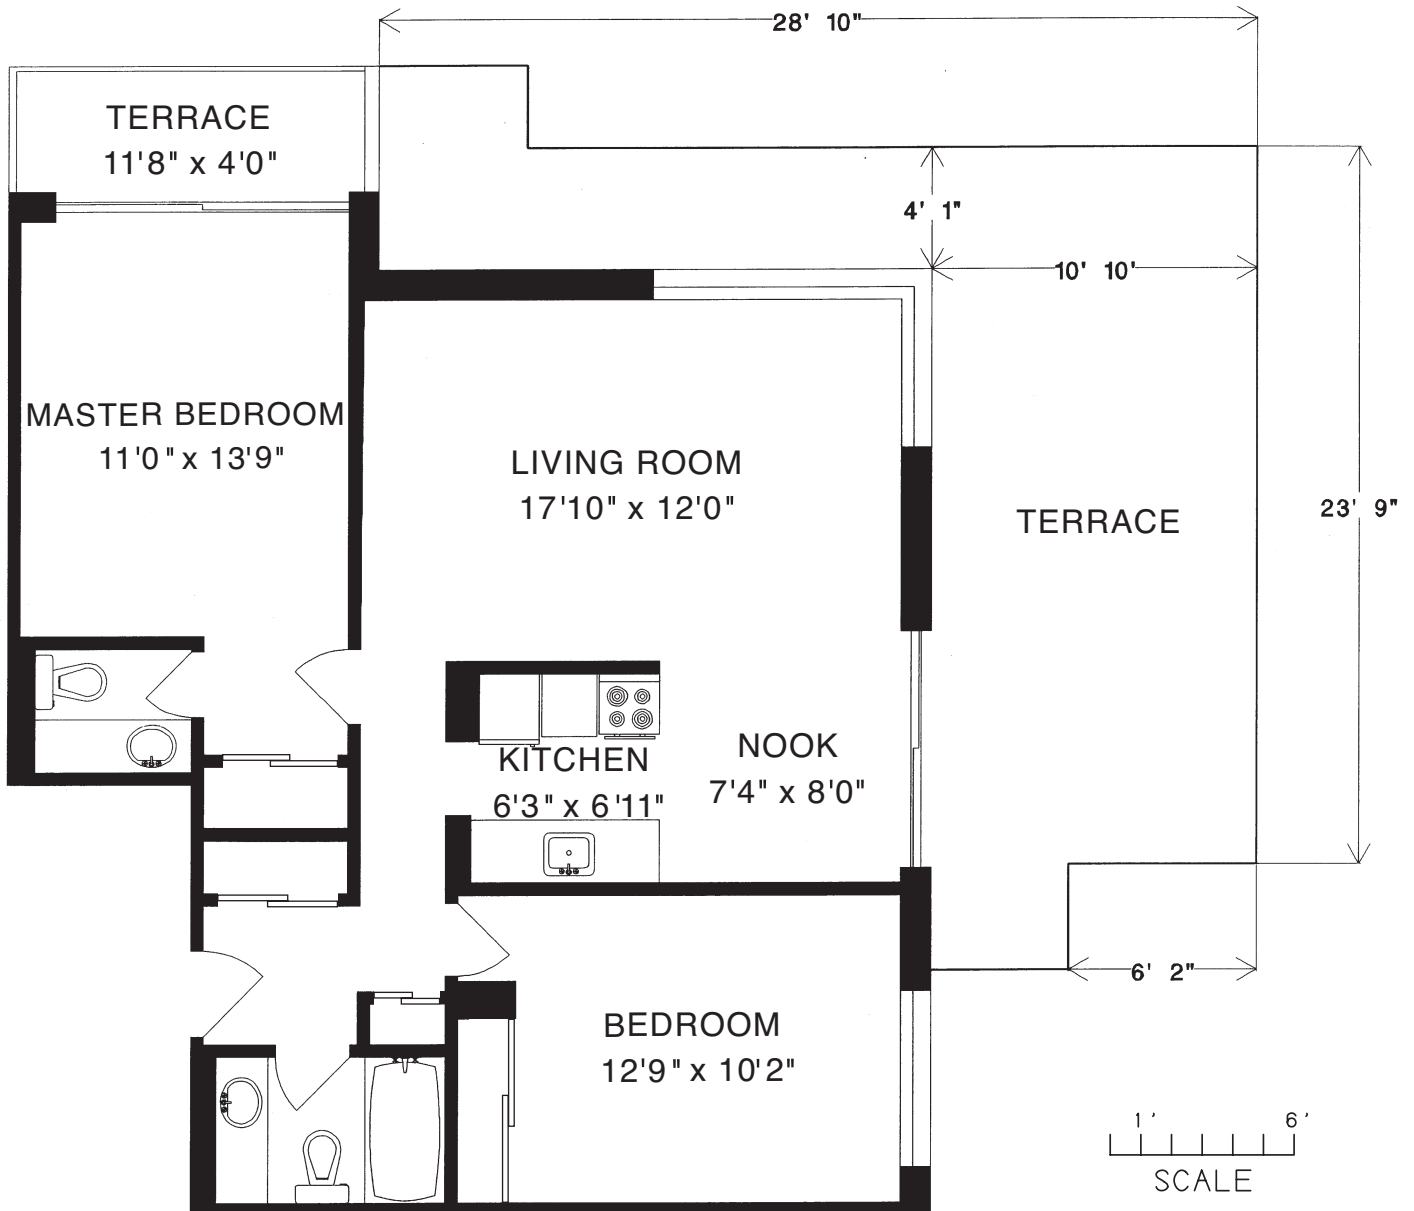 28' 10"
TERRACE
11'8" x 4'0"
4' 1"
10' 10'
MASTER BEDROOM
11'0" x 13'9"
LIVING ROOM
17'10" x 12'0"
TERRACE
23' 9"
KITCHEN
6'3" x 6'11"
NOOK
7'4" x 8'0"
6' 2"
BEDROOM
12'9" x 10'2"
1' 6'
SCALE